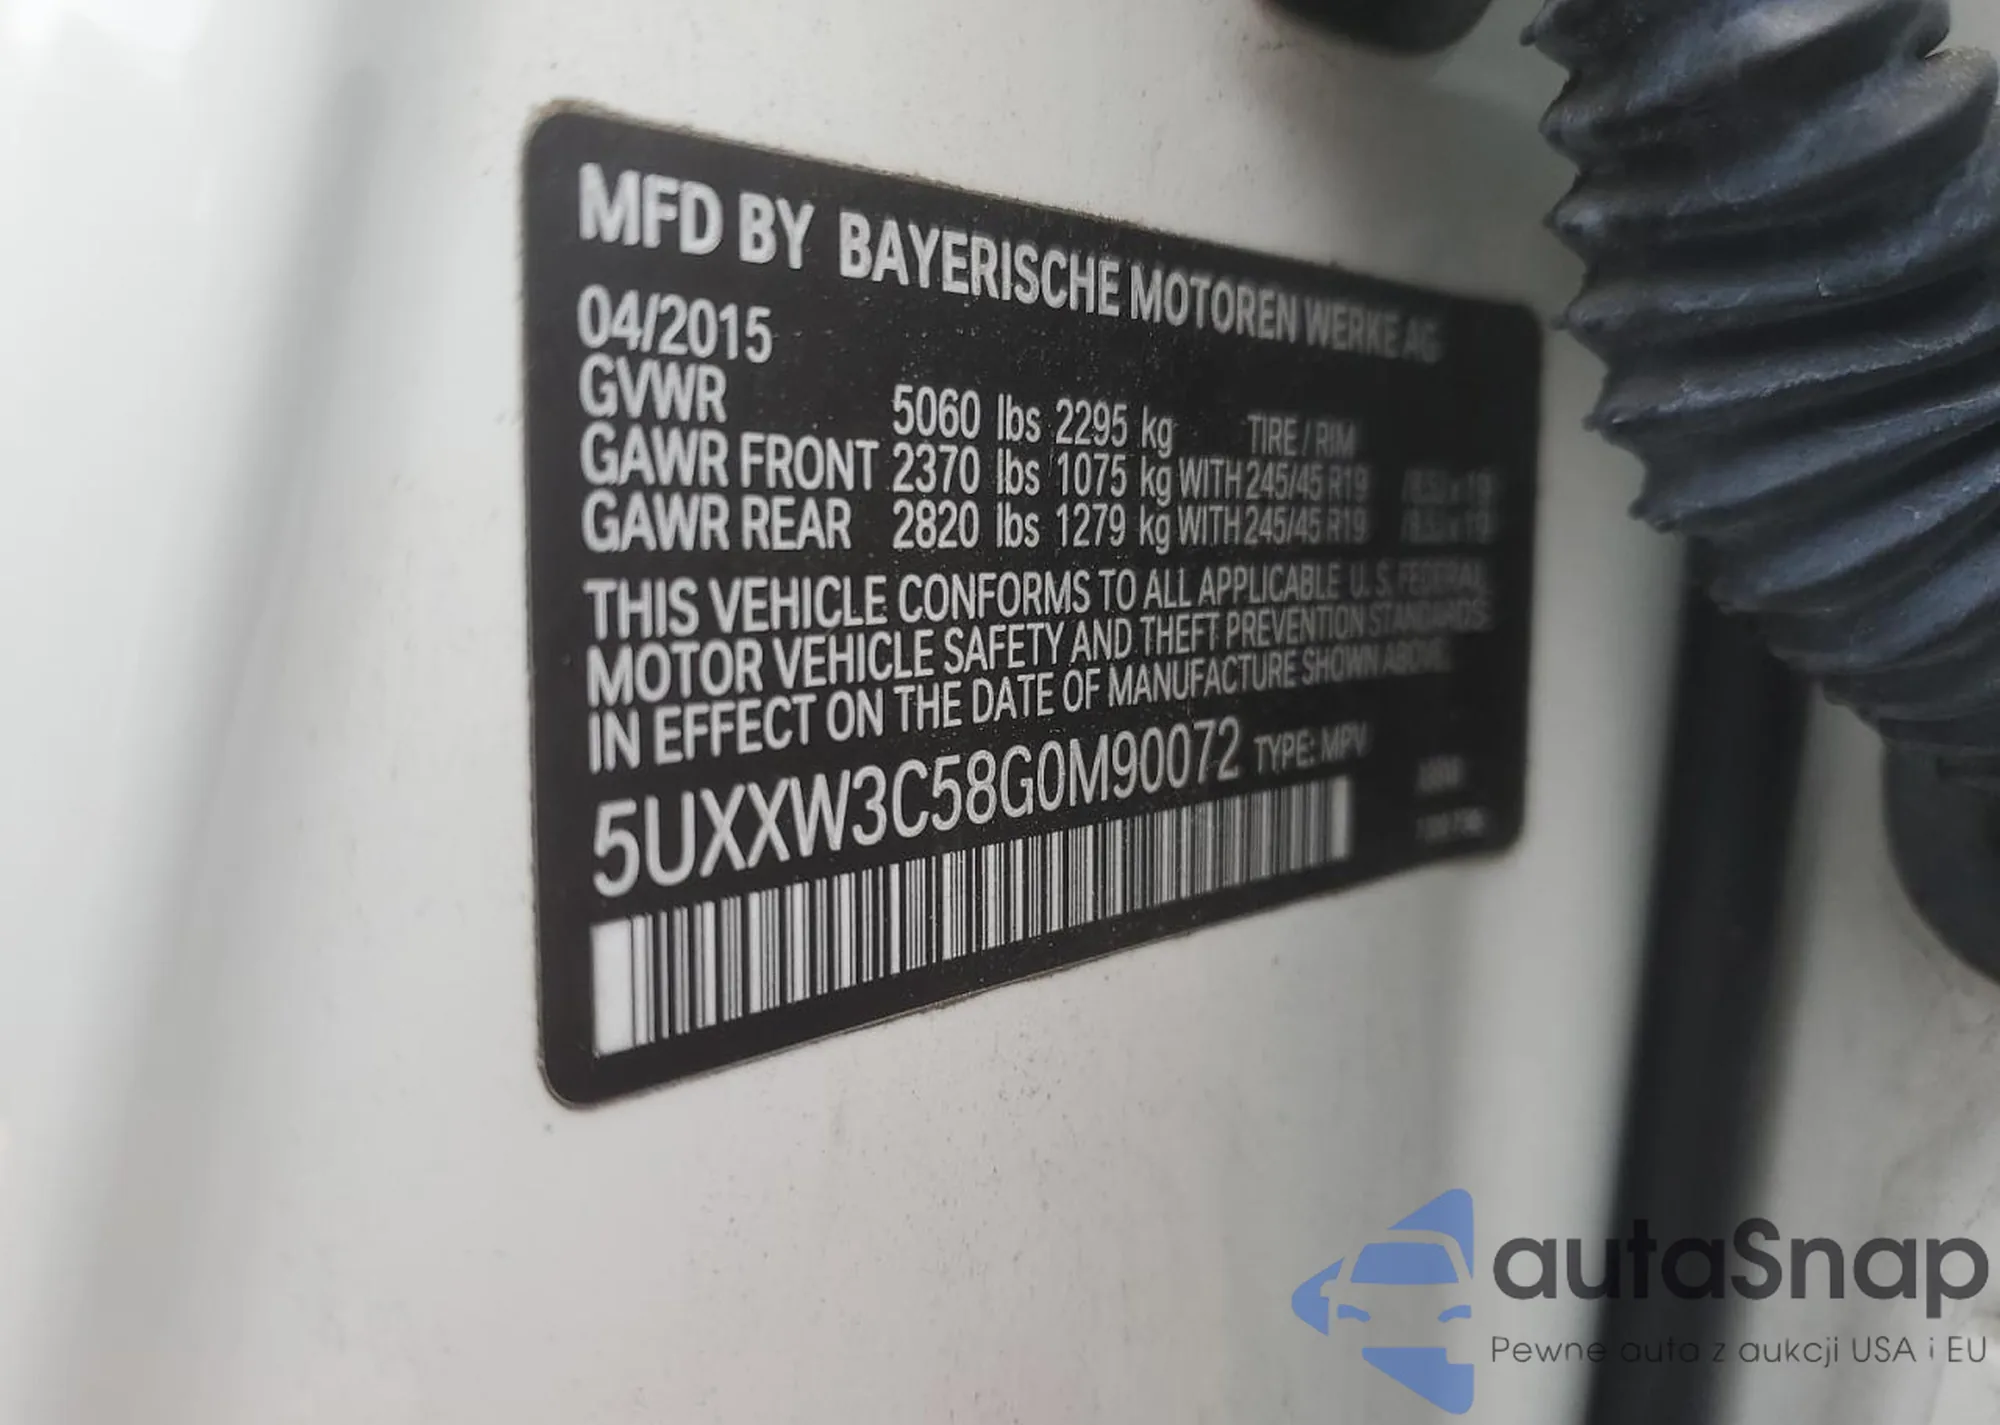 MFD BY BAYERISCHE MOTOREN WERKE AG
04/2015
GVWR 5060 lbs 2295 kg TIRE / RIM
GAWR FRONT 2370 lbs 1075 kg WITH 245/45 R19
GAWR REAR 2820 lbs 1279 kg WITH 245/45 R19
THIS VEHICLE CONFORMS TO ALL APPLICABLE U.S. FEDERAL
MOTOR VEHICLE SAFETY AND THEFT PREVENTION STANDARDS
IN EFFECT ON THE DATE OF MANUFACTURE SHOWN ABOVE.
5UXXW3C58G0M90072 TYPE: MPV
autaSnap
Pewne auta z aukcji USA i EU